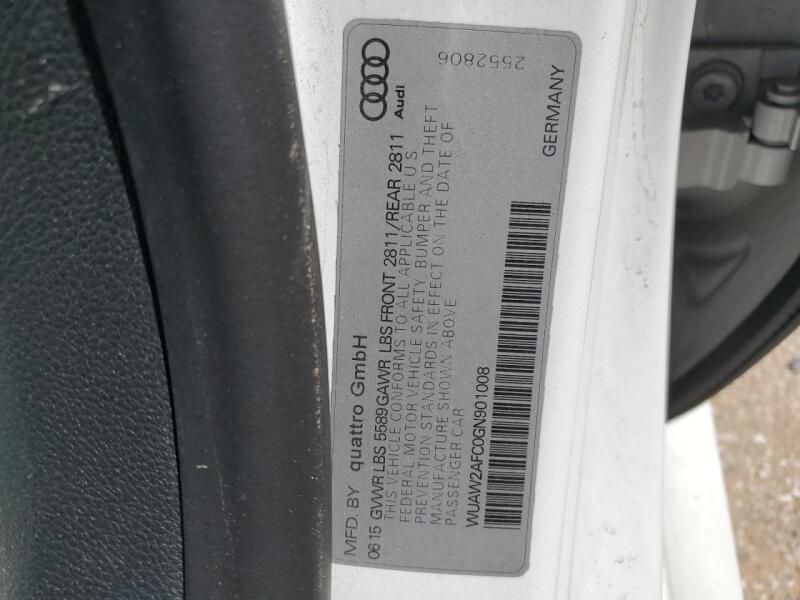 MFD. BY quattro GmbH
Audi
06 15 GVWR LBS 5589 GAWR LBS FRONT 2811/REAR 2811
THIS VEHICLE CONFORMS TO ALL APPLICABLE U S
FEDERAL MOTOR VEHICLE SAFETY, BUMPER AND THEFT
PREVENTION STANDARDS IN EFFECT ON THE DATE OF
MANUFACTURE SHOWN ABOVE
PASSENGER CAR
WUAW2AFC0GN901008
2552806
GERMANY